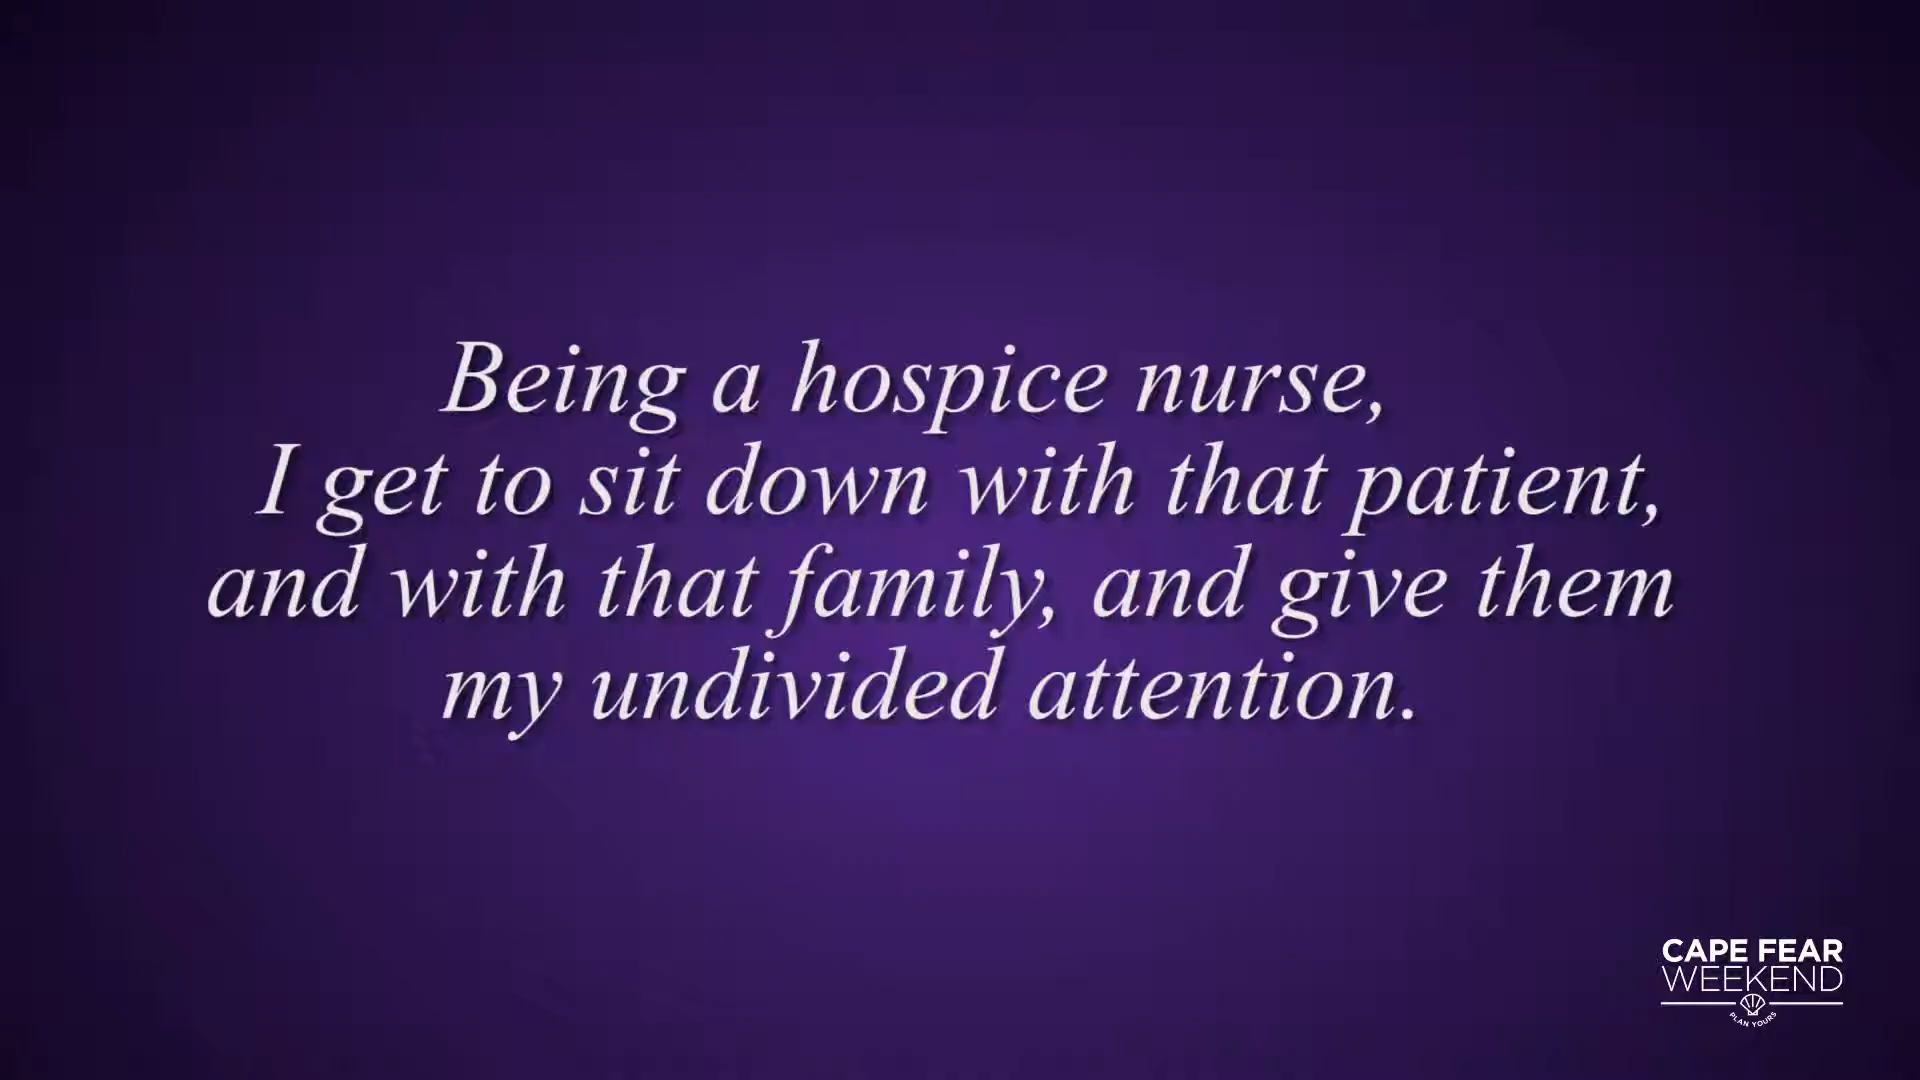 Being a hospice nurse,
I get to sit down with that patient,
and with that family, and give them
my undivided attention.
CAPE FEAR
WEEKEND
PLAN YOURS